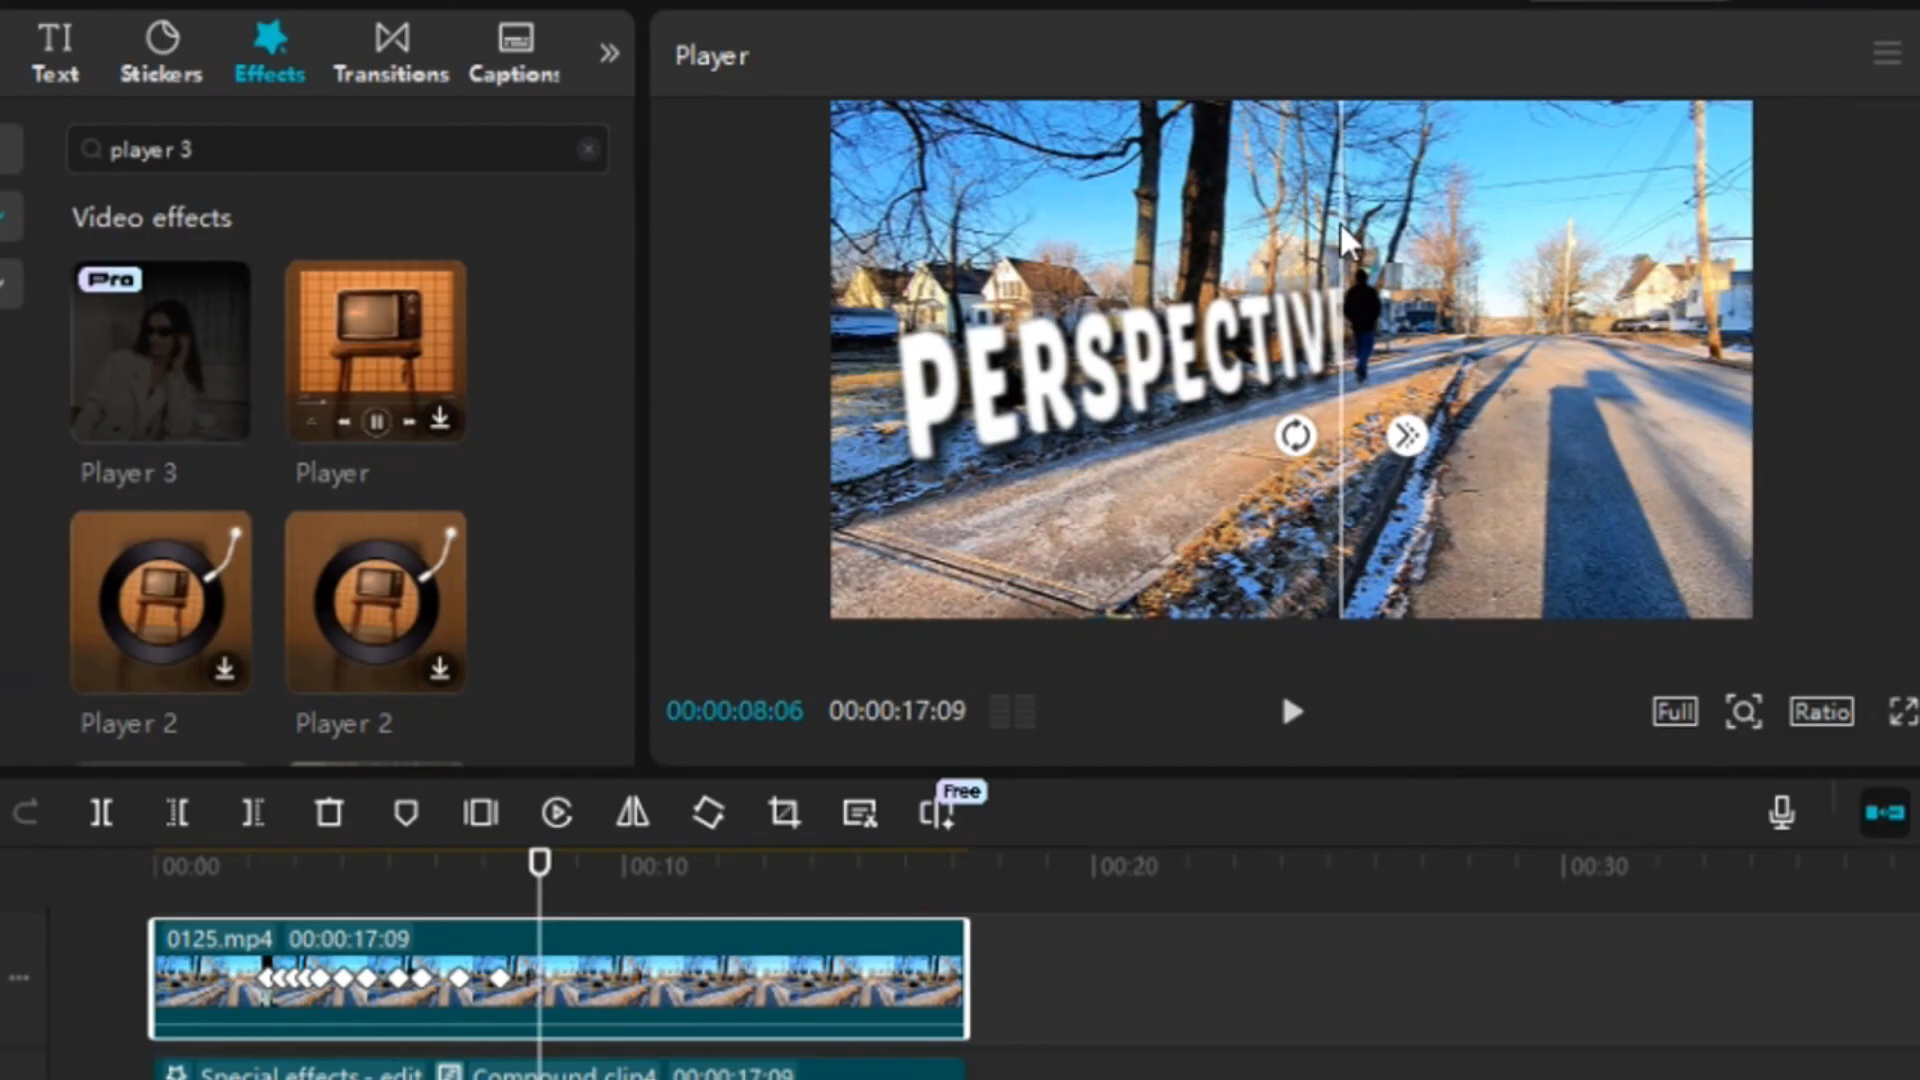 Text
Stickers
Effects
Transitions
Captions
Player
player 3
Video effects
Pro
Player 3
Player
Player 2
Player 2
PERSPECTIV
00:00:08:06
00:00:17:09
Full
Ratio
Free
00:00
00:10
00:20
00:30
0125.mp4 00:00:17:09
Special effects - edit Compound clip4 00:00:17:09